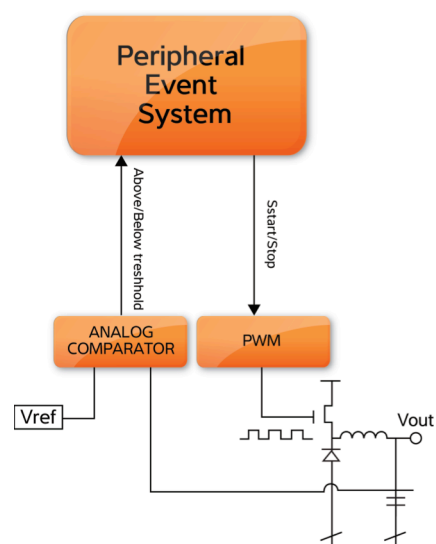 Peripheral
Event
System
Above/Below treshhold
Sstart/Stop
ANALOG
COMPARATOR
PWM
Vref
Vout